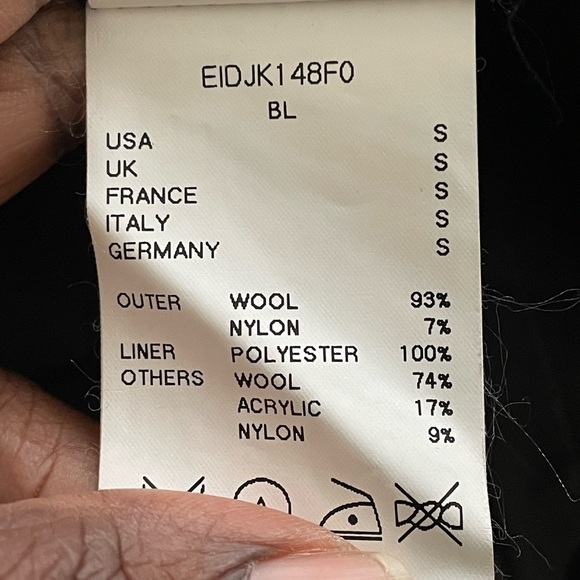 EIDJK148F0
BL
USA S
UK S
FRANCE S
ITALY S
GERMANY S
OUTER WOOL 93%
NYLON 7%
LINER POLYESTER 100%
OTHERS WOOL 74%
ACRYLIC 17%
NYLON 9%
A